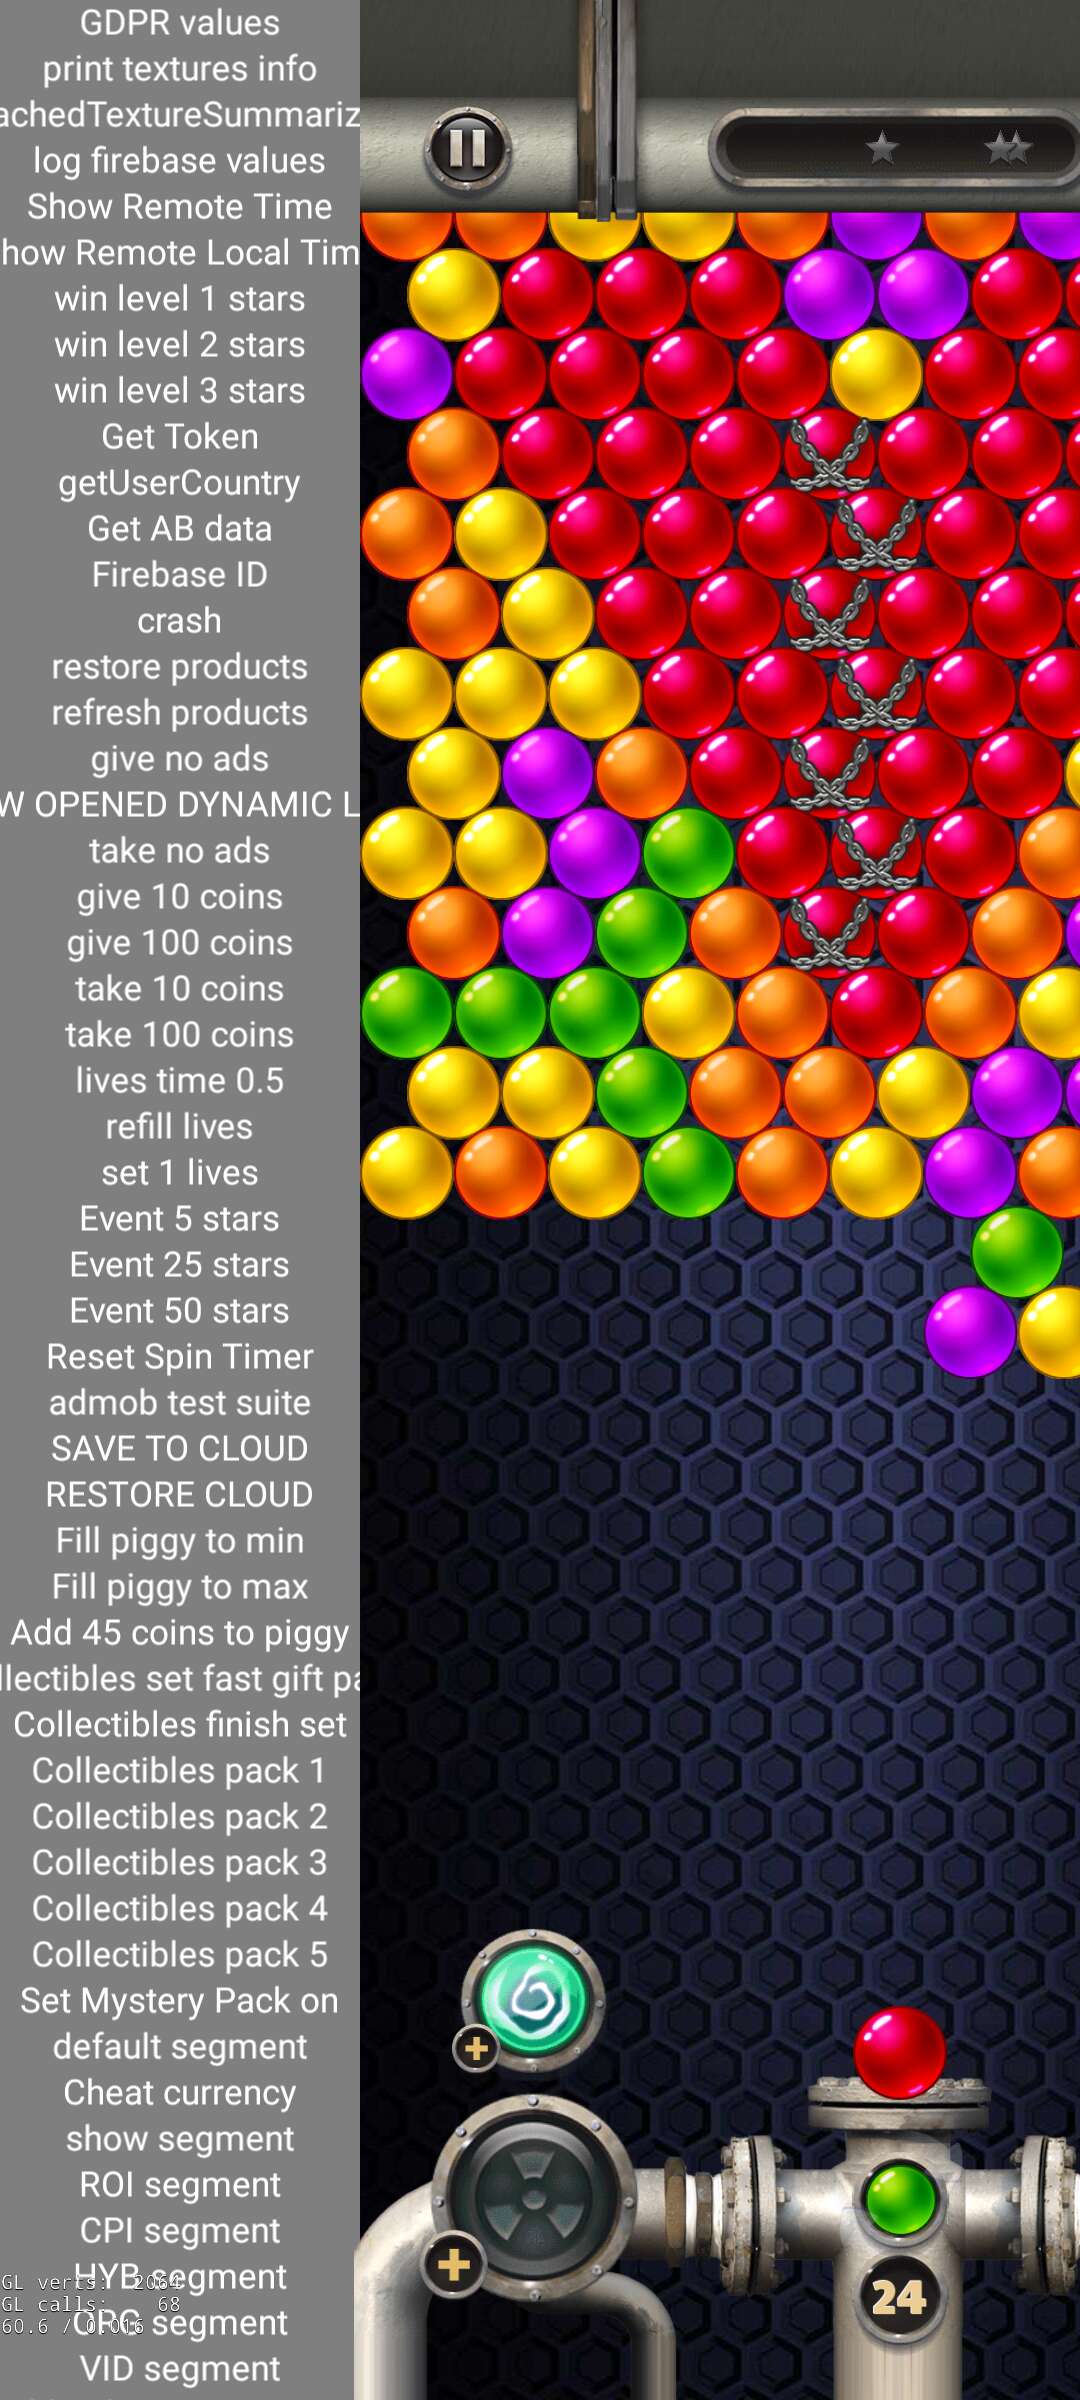 GDPR values
print textures info
achedTextureSummariz
log firebase values
Show Remote Time
how Remote Local Tim
win level 1 stars
win level 2 stars
win level 3 stars
Get Token
getUserCountry
Get AB data
Firebase ID
crash
restore products
refresh products
give no ads
W OPENED DYNAMIC L
take no ads
give 10 coins
give 100 coins
take 10 coins
take 100 coins
lives time 0.5
refill lives
set 1 lives
Event 5 stars
Event 25 stars
Event 50 stars
Reset Spin Timer
admob test suite
SAVE TO CLOUD
RESTORE CLOUD
Fill piggy to min
Fill piggy to max
Add 45 coins to piggy
llectibles set fast gift pa
Collectibles finish set
Collectibles pack 1
Collectibles pack 2
Collectibles pack 3
Collectibles pack 4
Collectibles pack 5
Set Mystery Pack on
default segment
Cheat currency
show segment
ROI segment
CPI segment
HYB segment
GL verts: 2064
GL calls: 68
60.6 / 0.016
ORG segment
VID segment
24